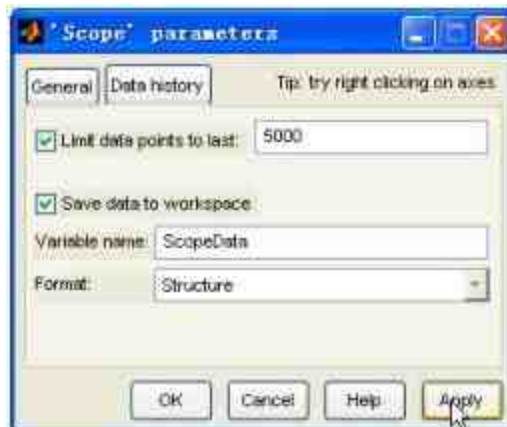 'Scope' parameters
General Data history Tip: try right clicking on axes
Limit data points to last: 5000
Save data to workspace
Variable name: ScopeData
Format: Structure
OK Cancel Help Apply